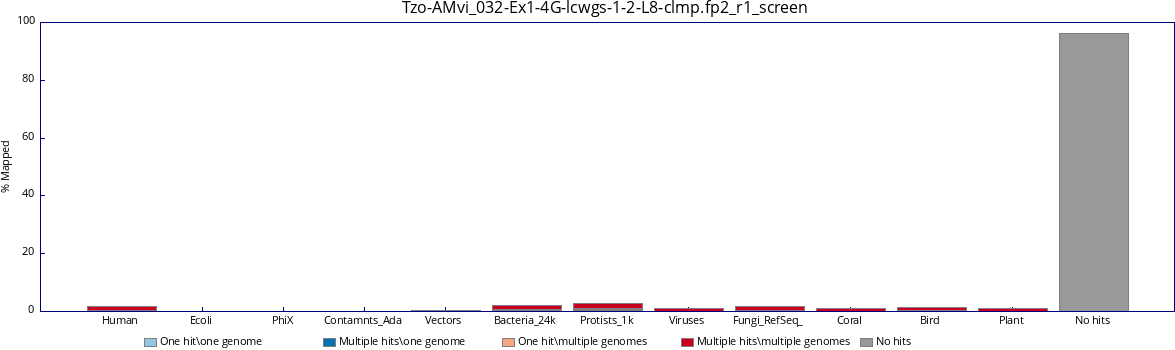 Tzo-AMvi_032-Ex1-4G-lcwgs-1-2-L8-clmp.fp2_r1_screen
100
80
60
40
20
0
% Mapped
Human Ecoli PhiX Contamnts_Ada Vectors Bacteria_24k Protists_1k Viruses Fungi_RefSeq_ Coral Bird Plant No hits
One hit\one genome Multiple hits\one genome One hit\multiple genomes Multiple hits\multiple genomes No hits